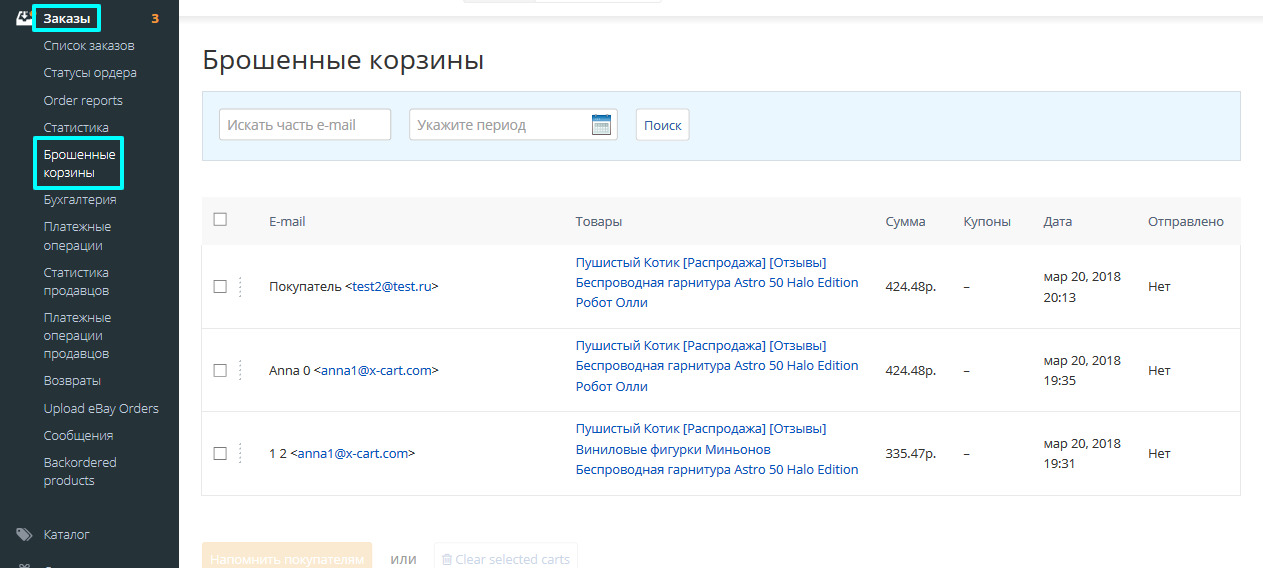 Заказы 3
Список заказов
Статусы ордера
Order reports
Статистика
Брошенные
корзины
Бухгалтерия
Платежные
операции
Статистика
продавцов
Платежные
операции
продавцов
Возвраты
Upload eBay Orders
Сообщения
Backordered
products
Каталог
Брошенные корзины
Искать часть e-mail
Укажите период
Поиск
E-mail Товары Сумма Купоны Дата Отправлено
Пушистый Котик [Распродажа] [Отзывы]
Беспроводная гарнитура Astro 50 Halo Edition
Робот Олли
Покупатель <test2@test.ru> 424.48р. – мар 20, 2018 Нет
20:13
Пушистый Котик [Распродажа] [Отзывы]
Беспроводная гарнитура Astro 50 Halo Edition
Робот Олли
Anna 0 <anna1@x-cart.com> 424.48р. – мар 20, 2018 Нет
19:35
Пушистый Котик [Распродажа] [Отзывы]
Виниловые фигурки Миньонов
Беспроводная гарнитура Astro 50 Halo Edition
1 2 <anna1@x-cart.com> 335.47р. – мар 20, 2018 Нет
19:31
Напомнить покупателям или Clear selected carts